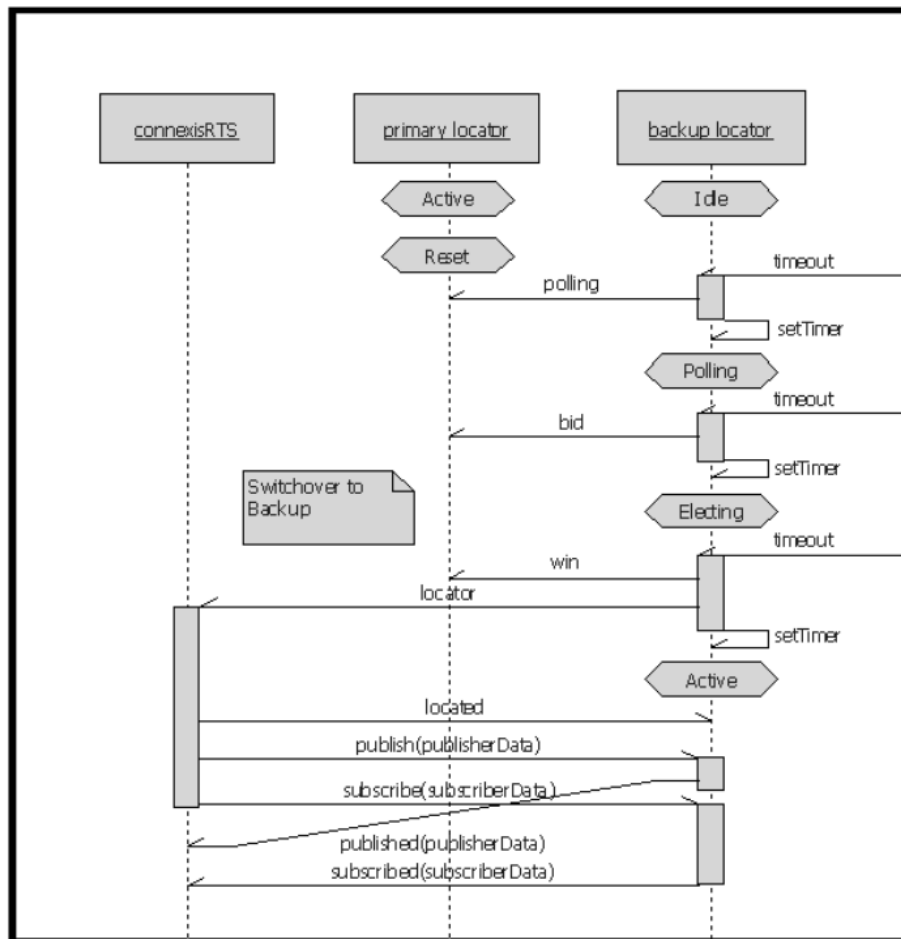 connexisRTS
primary locator
backup locator
Active
Idle
Reset
timeout
polling
setTimer
Polling
timeout
bid
setTimer
Switchover to
Backup
Electing
timeout
win
locator
setTimer
Active
located
publish(publisherData)
subscribe(subscriberData)
published(publisherData)
subscribed(subscriberData)